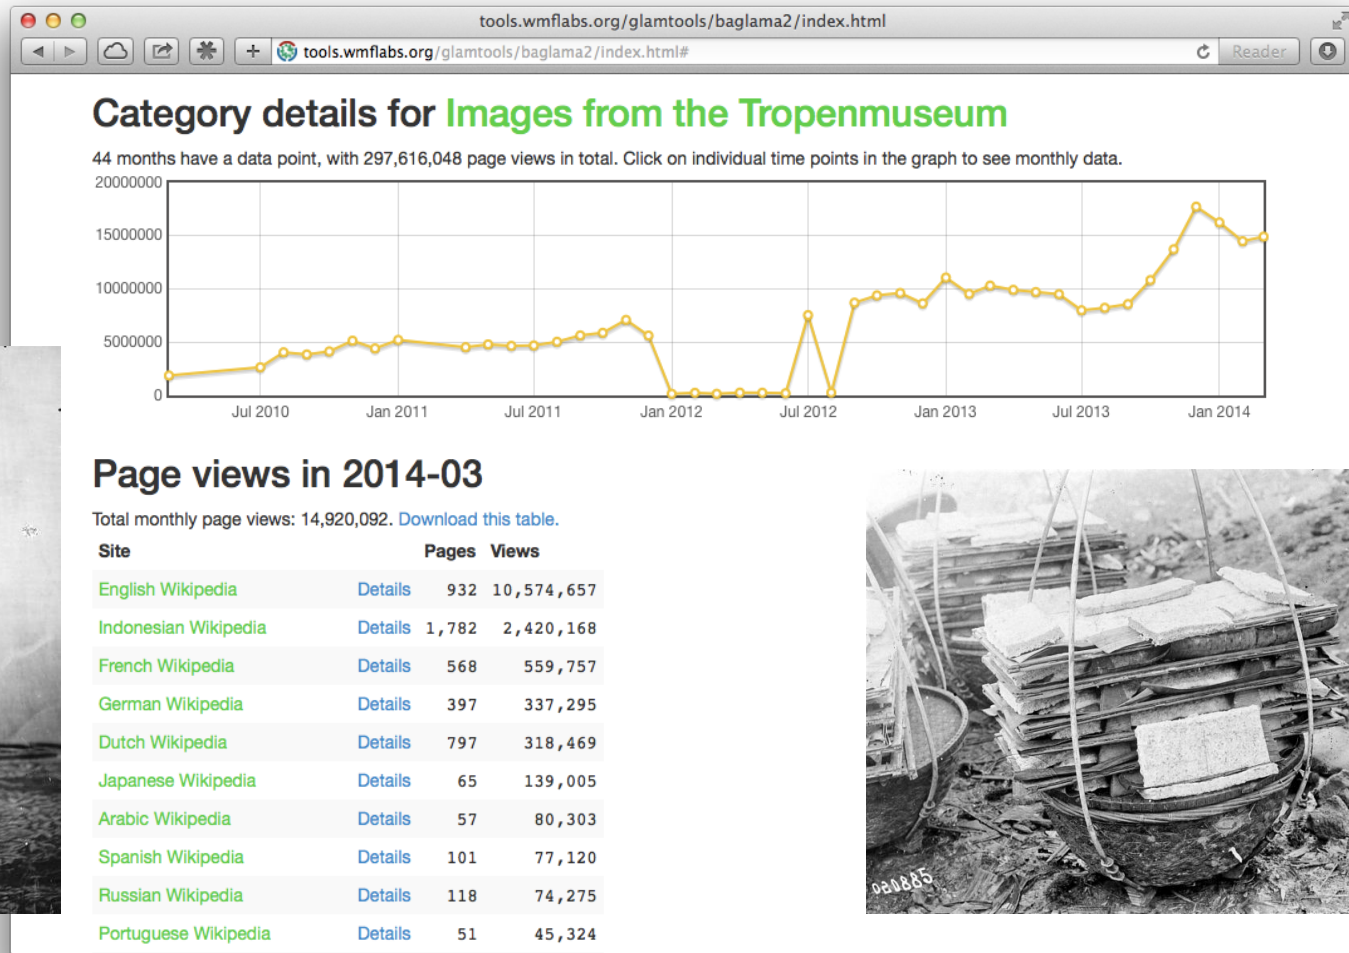 tools.wmflabs.org/glamtools/baglama2/index.html
tools.wmflabs.org/glamtools/baglama2/index.html#
Reader
Category details for Images from the Tropenmuseum
44 months have a data point, with 297,616,048 page views in total. Click on individual time points in the graph to see monthly data.
20000000
15000000
10000000
5000000
0
Jul 2010 Jan 2011 Jul 2011 Jan 2012 Jul 2012 Jan 2013 Jul 2013 Jan 2014
Page views in 2014-03
Total monthly page views: 14,920,092. Download this table.
Site Pages Views
English Wikipedia Details 932 10,574,657
Indonesian Wikipedia Details 1,782 2,420,168
French Wikipedia Details 568 559,757
German Wikipedia Details 397 337,295
Dutch Wikipedia Details 797 318,469
Japanese Wikipedia Details 65 139,005
Arabic Wikipedia Details 57 80,303
Spanish Wikipedia Details 101 77,120
Russian Wikipedia Details 118 74,275
Portuguese Wikipedia Details 51 45,324